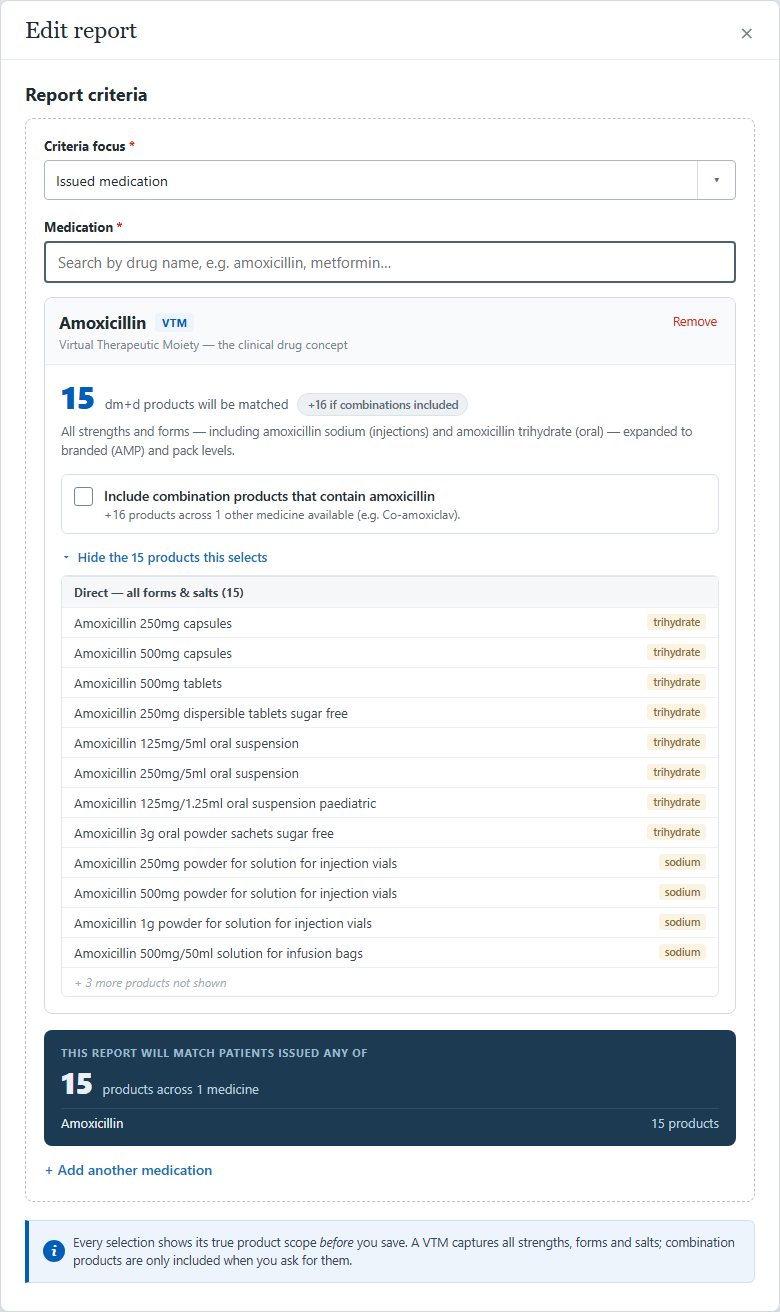 Edit report
×
Report criteria
Criteria focus *
Issued medication
Medication *
Search by drug name, e.g. amoxicillin, metformin...
Amoxicillin VTM
Remove
Virtual Therapeutic Moiety — the clinical drug concept
15 dm+d products will be matched +16 if combinations included
All strengths and forms — including amoxicillin sodium (injections) and amoxicillin trihydrate (oral) — expanded to
branded (AMP) and pack levels.
Include combination products that contain amoxicillin
+16 products across 1 other medicine available (e.g. Co-amoxiclav).
Hide the 15 products this selects
Direct — all forms & salts (15)
Amoxicillin 250mg capsules trihydrate
Amoxicillin 500mg capsules trihydrate
Amoxicillin 500mg tablets trihydrate
Amoxicillin 250mg dispersible tablets sugar free trihydrate
Amoxicillin 125mg/5ml oral suspension trihydrate
Amoxicillin 250mg/5ml oral suspension trihydrate
Amoxicillin 125mg/1.25ml oral suspension paediatric trihydrate
Amoxicillin 3g oral powder sachets sugar free trihydrate
Amoxicillin 250mg powder for solution for injection vials sodium
Amoxicillin 500mg powder for solution for injection vials sodium
Amoxicillin 1g powder for solution for injection vials sodium
Amoxicillin 500mg/50ml solution for infusion bags sodium
+ 3 more products not shown
THIS REPORT WILL MATCH PATIENTS ISSUED ANY OF
15 products across 1 medicine
Amoxicillin 15 products
+ Add another medication
Every selection shows its true product scope before you save. A VTM captures all strengths, forms and salts; combination
products are only included when you ask for them.